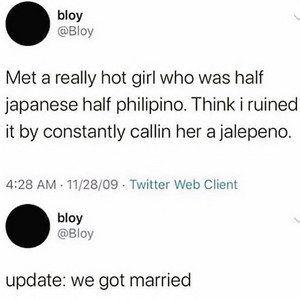 bloy
@Bloy
Met a really hot girl who was half
japanese half philipino. Think i ruined
it by constantly callin her a jalepeno.
4:28 AM · 11/28/09 · Twitter Web Client
bloy
@Bloy
update: we got married